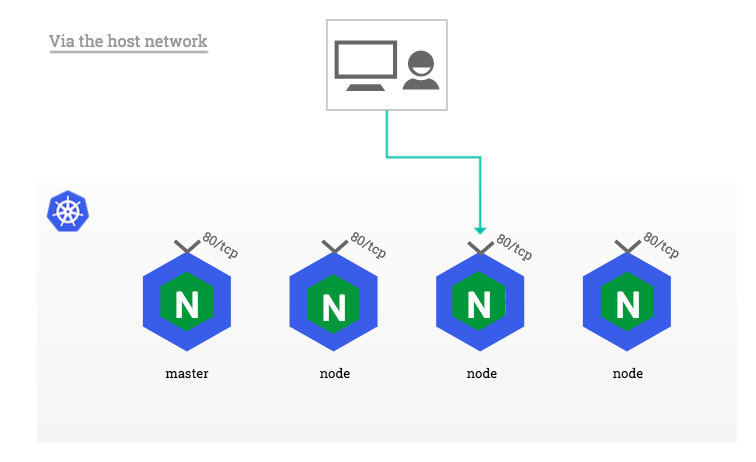 Via the host network
80/tcp
80/tcp
80/tcp
80/tcp
N
N
N
N
master
node
node
node